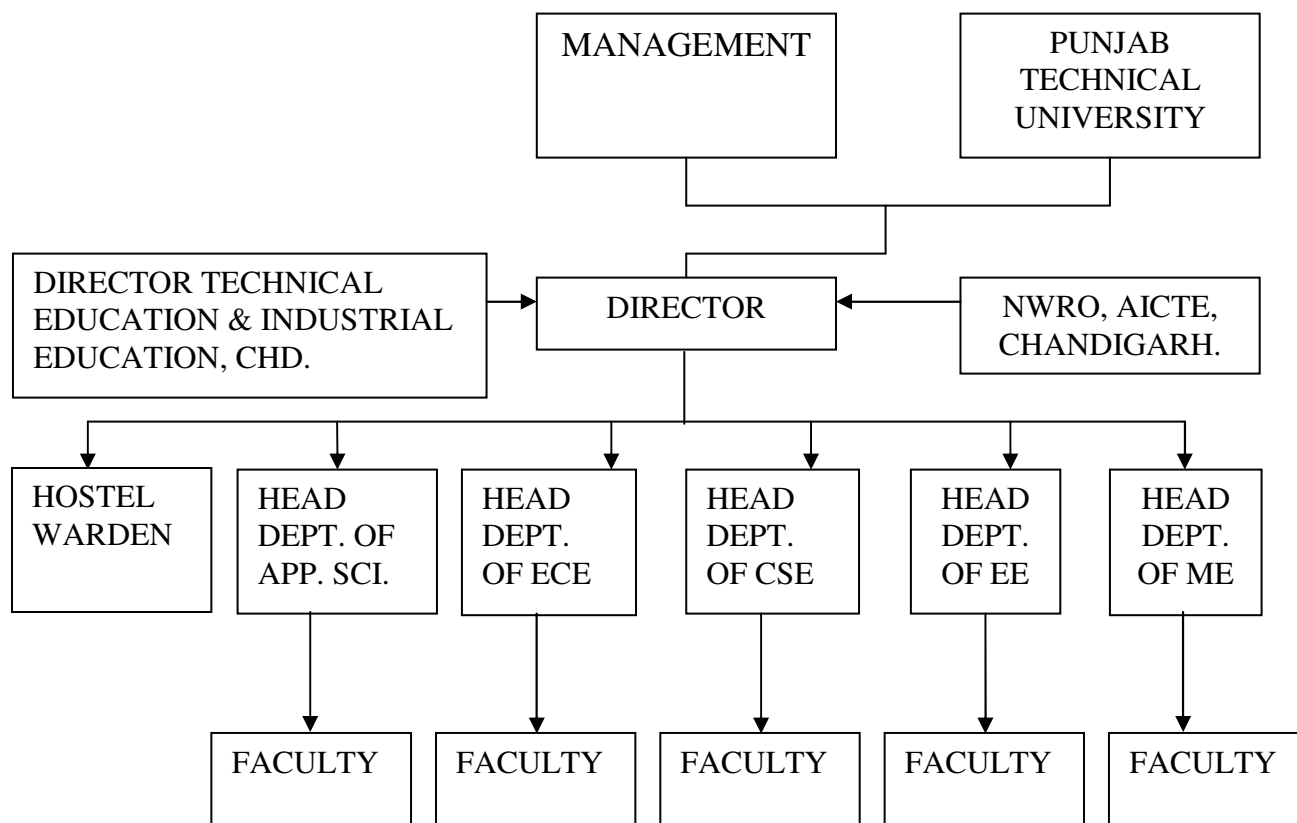 MANAGEMENT
PUNJAB
TECHNICAL
UNIVERSITY
DIRECTOR TECHNICAL
EDUCATION & INDUSTRIAL
EDUCATION, CHD.
DIRECTOR
NWRO, AICTE,
CHANDIGARH.
HOSTEL
WARDEN
HEAD
DEPT. OF
APP. SCI.
HEAD
DEPT.
OF ECE
HEAD
DEPT.
OF CSE
HEAD
DEPT.
OF EE
HEAD
DEPT.
OF ME
FACULTY
FACULTY
FACULTY
FACULTY
FACULTY